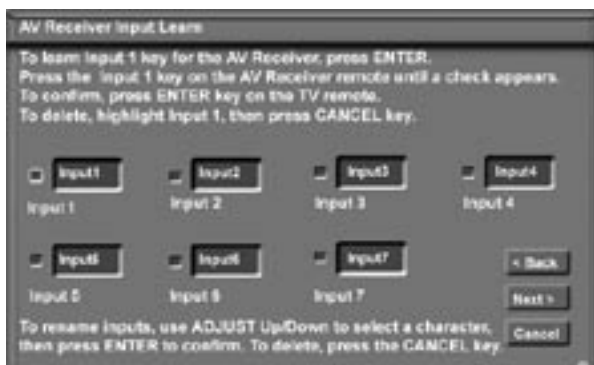 AV Receiver Input Learn
To learn Input 1 key for the AV Receiver, press ENTER.
Press the Input 1 key on the AV Receiver remote until a check appears.
To confirm, press ENTER key on the TV remote.
To delete, highlight Input 1, then press CANCEL key.
Input1 Input2 Input3 Input4
Input 1 Input 2 Input 3 Input 4
Input5 Input6 Input7 < Back
Input 5 Input 6 Input 7 Next >
To rename inputs, use ADJUST Up/Down to select a character, Cancel
then press ENTER to confirm. To delete, press the CANCEL key.